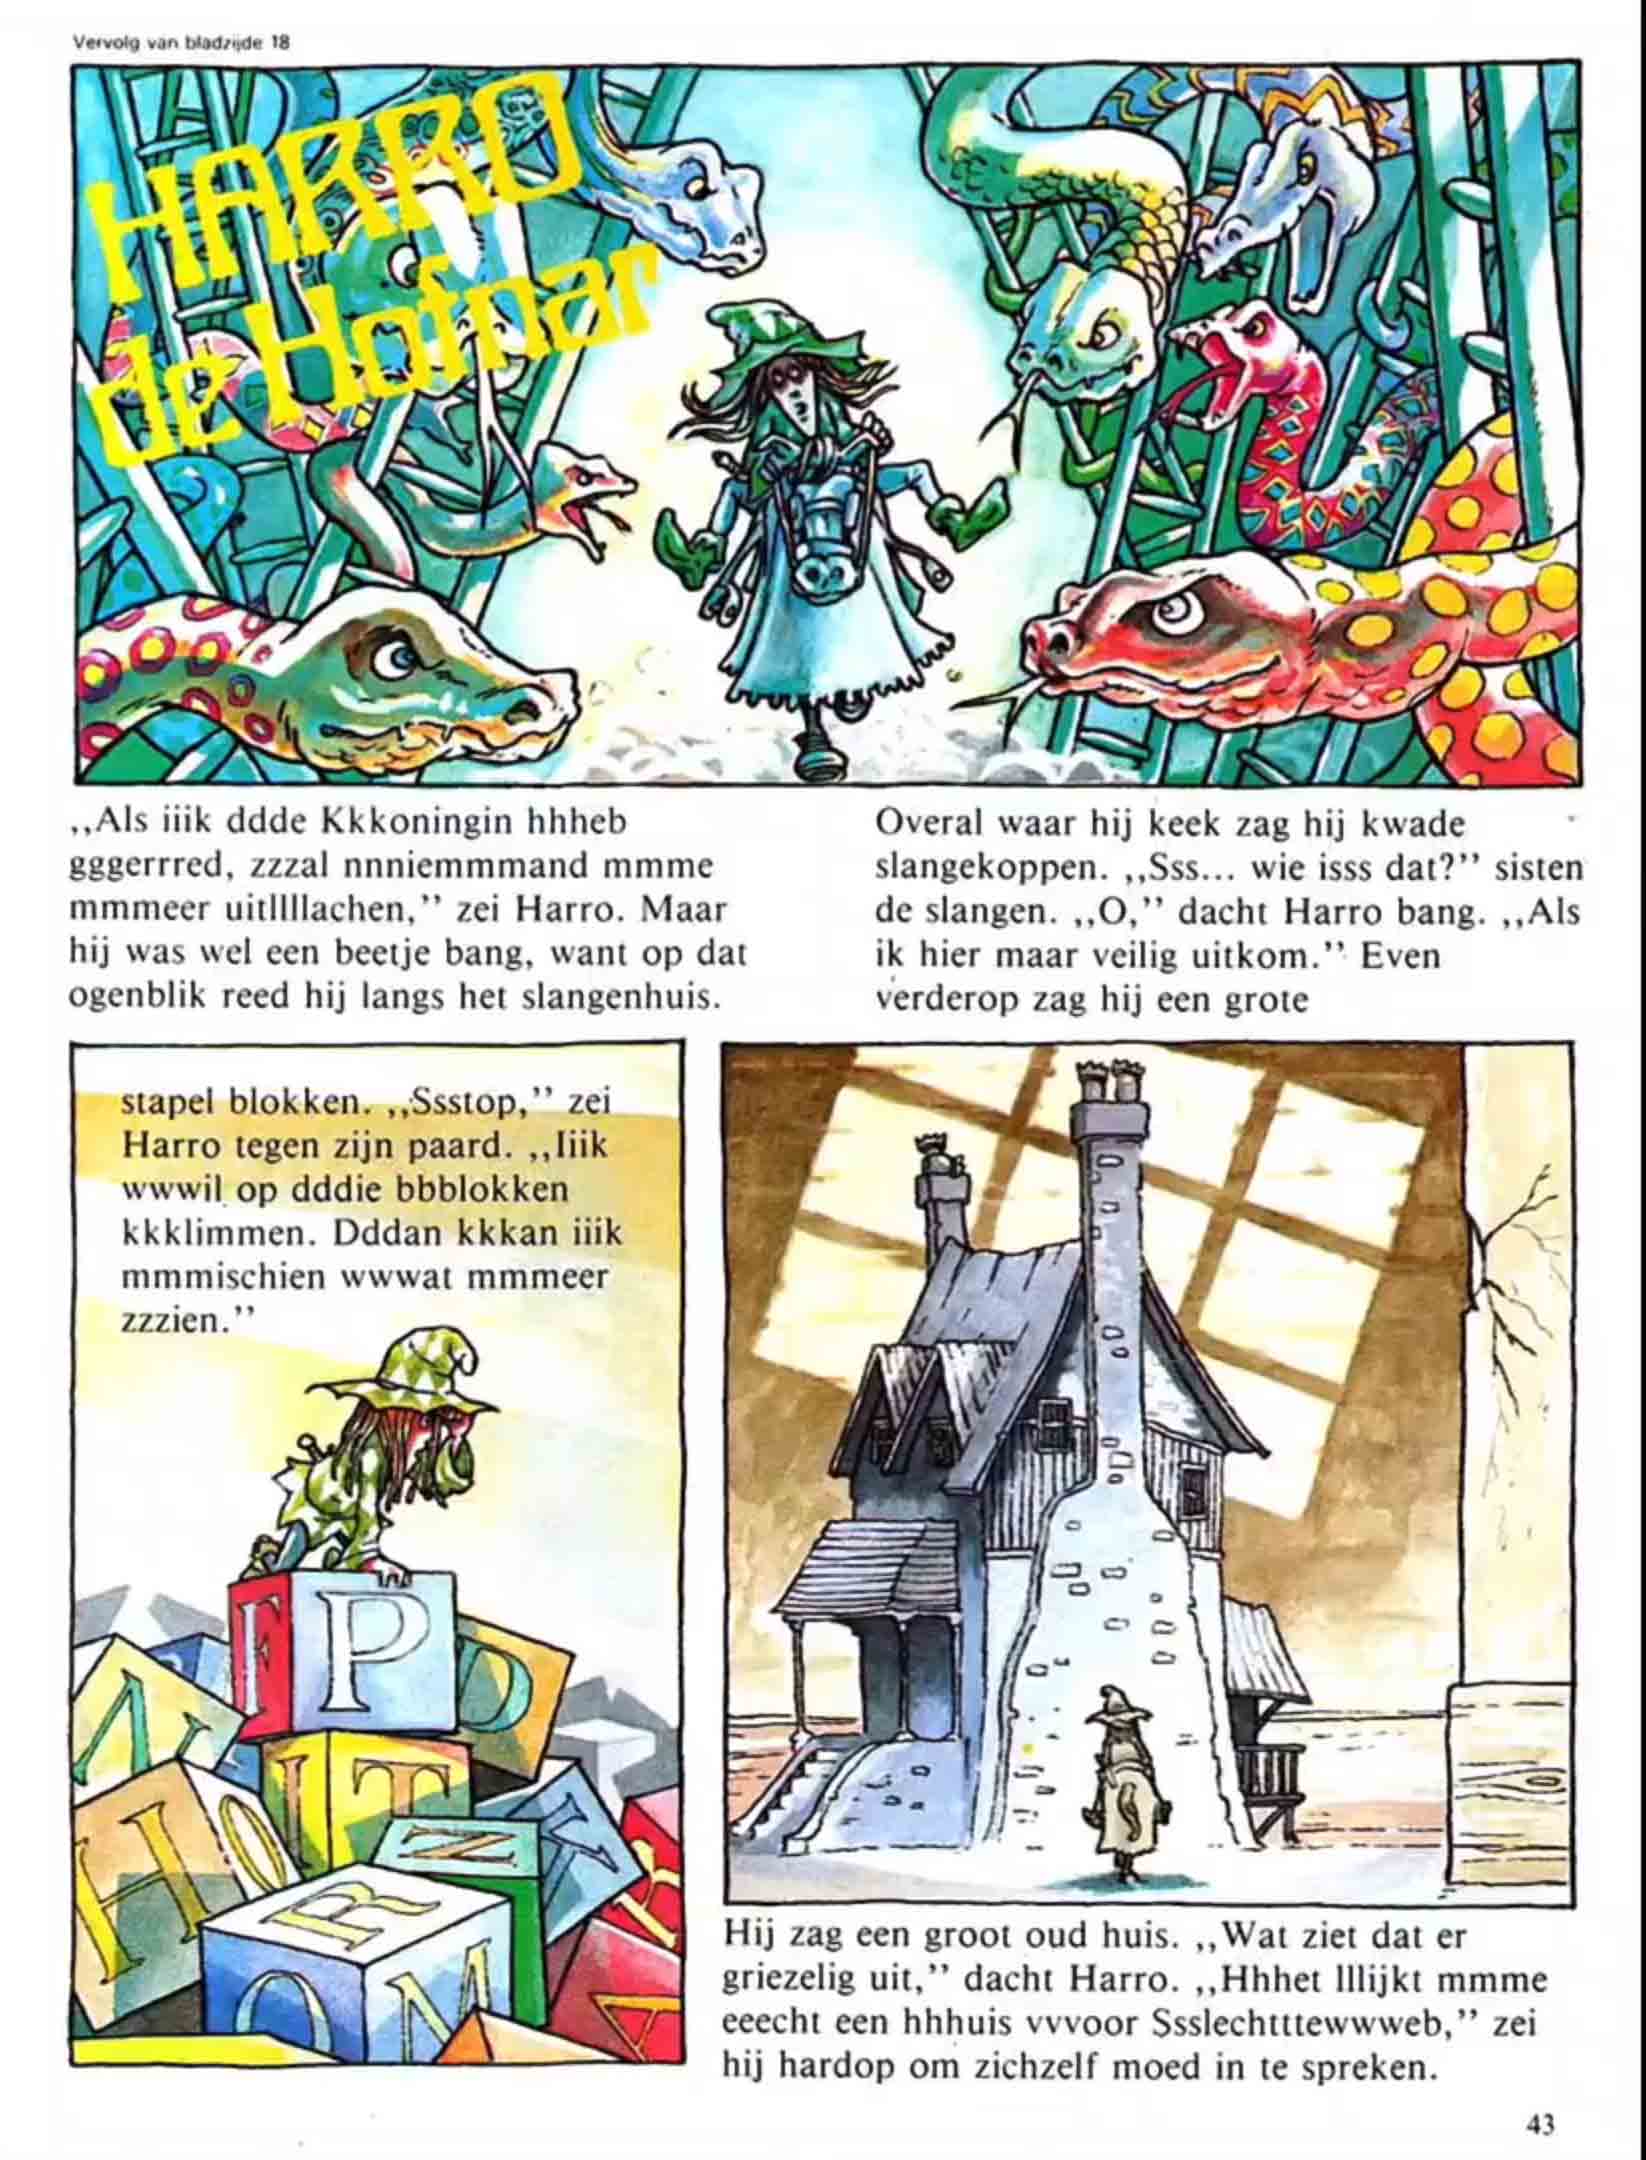 Vervolg van bladzijde 18
HARRO
de Hofnar
,,Als iiik ddde Kkkoningin hhheb
gggerrred, zzzal nnniemmmand mmme
mmmeer uitllllachen,” zei Harro. Maar
hij was wel een beetje bang, want op dat
ogenblik reed hij langs het slangenhuis.
Overal waar hij keek zag hij kwade
slangekoppen. ,,Sss... wie isss dat?” sisten
de slangen. ,,O,” dacht Harro bang. ,,Als
ik hier maar veilig uitkom.” Even
verderop zag hij een grote
stapel blokken. ,,Ssstop,” zei
Harro tegen zijn paard. ,,Iiik
wwwil op dddie bbblokken
kkklimmen. Dddan kkkan iiik
mmmischien wwwat mmmeer
zzzien.”
F P D
N
I T
H O Z K
R R
O M A
Hij zag een groot oud huis. ,,Wat ziet dat er
griezelig uit,” dacht Harro. ,,Hhhet lllijkt mmme
eeecht een hhhuis vvvoor Ssslechtttewwweb,” zei
hij hardop om zichzelf moed in te spreken.
43